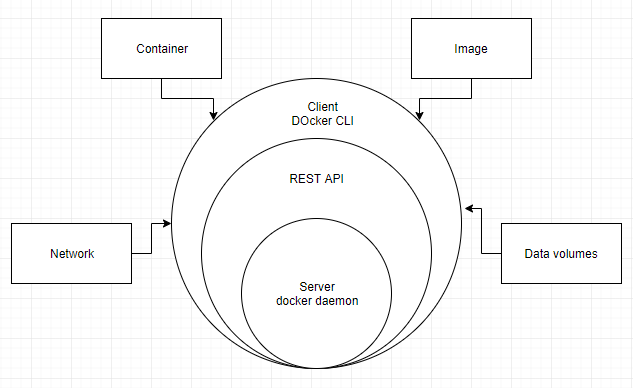 Container
Image
Client
DOcker CLI
REST API
Network
Data volumes
Server
docker daemon